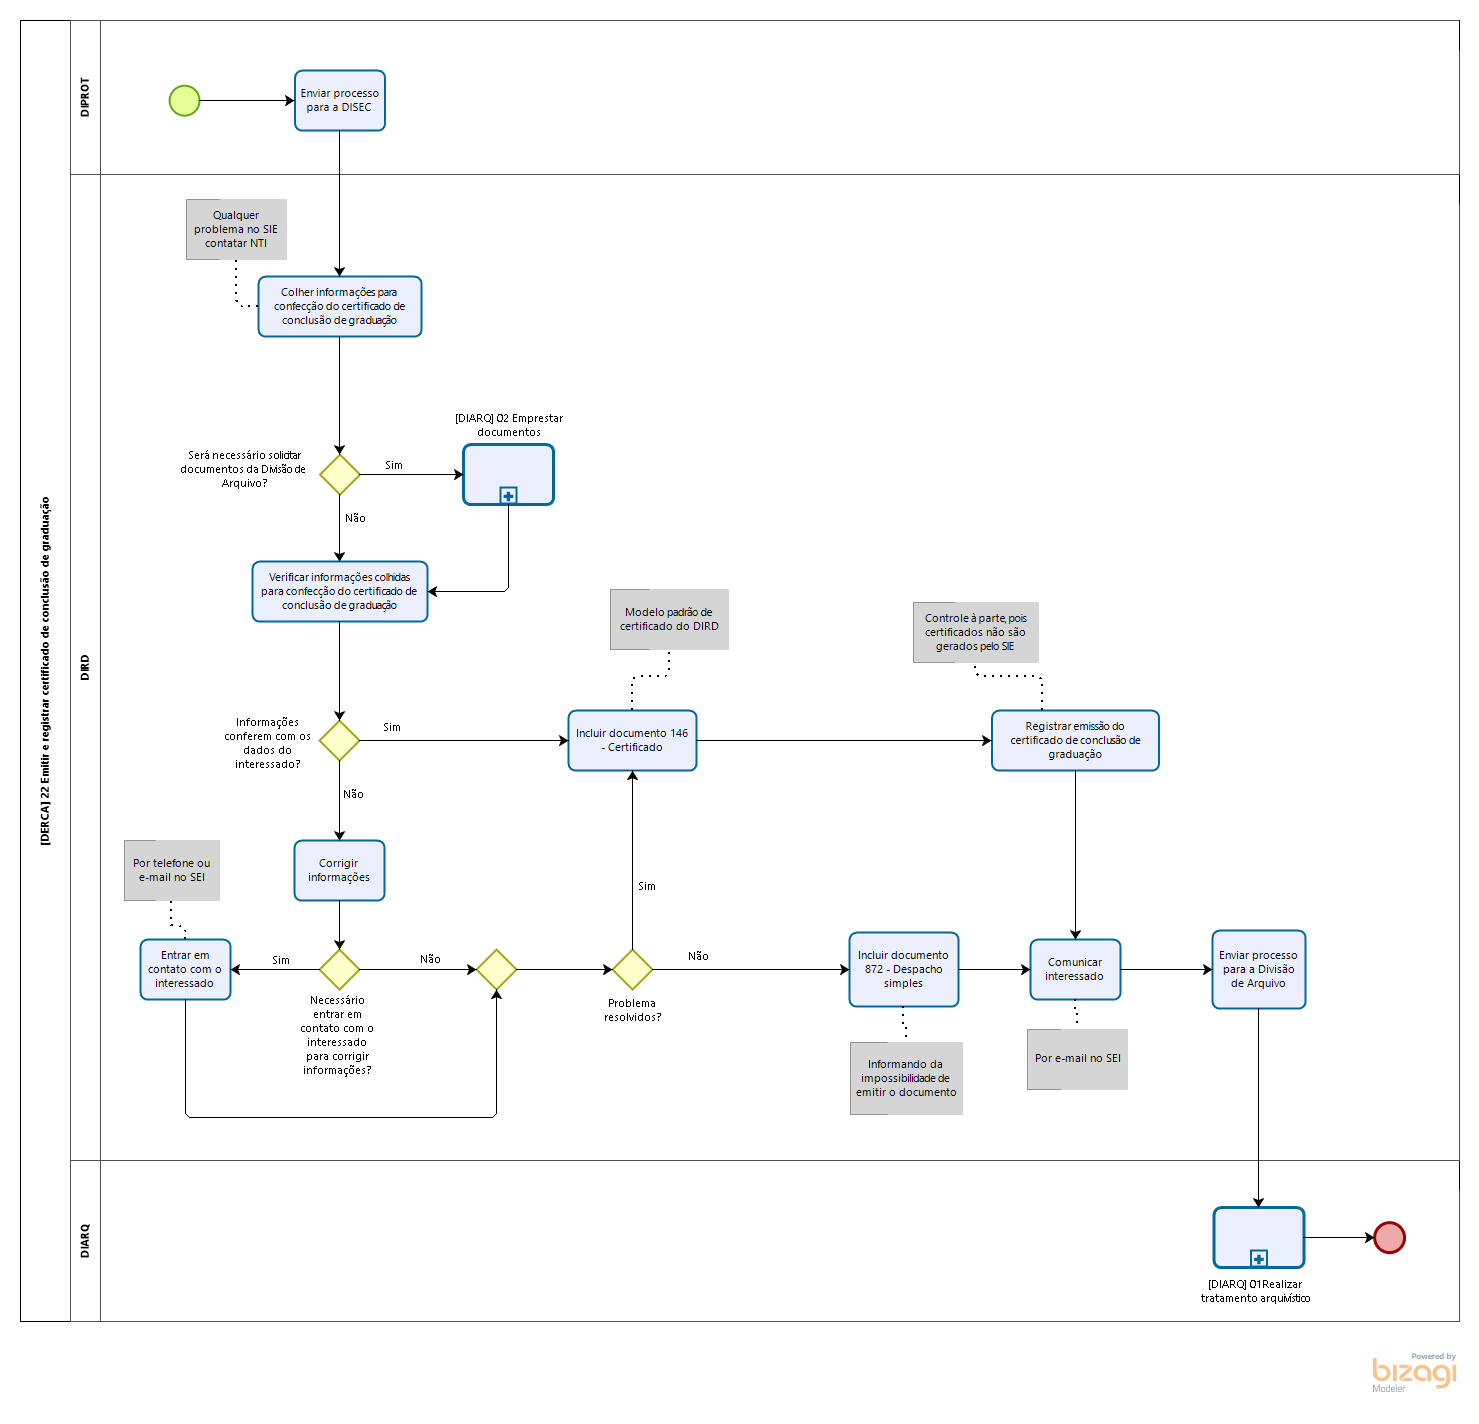 [DERCA] 22 Emitir e registrar certificado de conclusão de graduação
DIPROT
Enviar processo
para a DISEC
DIRD
Qualquer
problema no SIE
contatar NTI
Colher informações para
confecção do certificado de
conclusão de graduação
[DIARQ] 02 Emprestar
documentos
Será necessário solicitar
documentos da Divisão de
Arquivo?
Sim
Não
Verificar informações colhidas
para confecção do certificado de
conclusão de graduação
Modelo padrão de
certificado do DIRD
Controle à parte, pois
certificados não são
gerados pelo SIE
Informações
conferem com os
dados do
interessado?
Sim
Incluir documento 146
- Certificado
Registrar emissão do
certificado de conclusão de
graduação
Não
Corrigir
informações
Por telefone ou
e-mail no SEI
Sim
Entrar em
contato com o
interessado
Sim
Não
Necessário
entrar em
contato com o
interessado
para corrigir
informações?
Problema
resolvidos?
Não
Incluir documento
872 - Despacho
simples
Comunicar
interessado
Enviar processo
para a Divisão
de Arquivo
Informando da
impossibilidade de
emitir o documento
Por e-mail no SEI
DIARQ
[DIARQ] 01 Realizar
tratamento arquivístico
Powered by
bizagi
Modeler